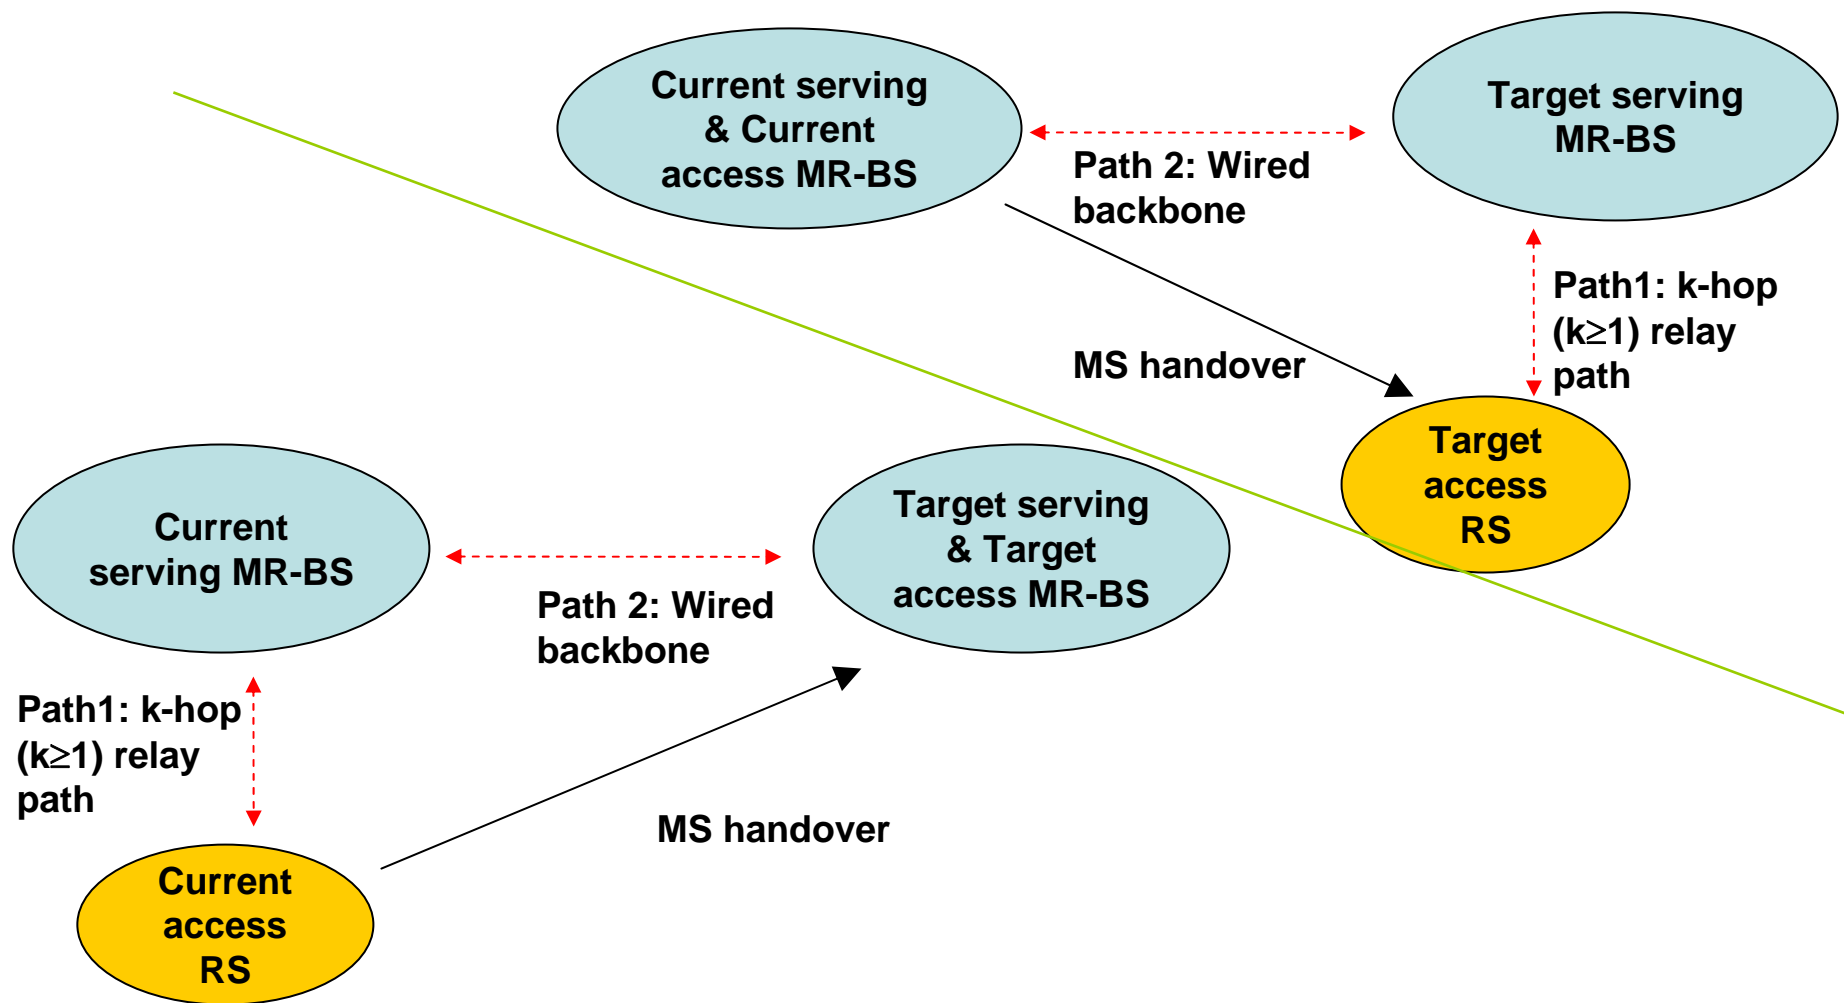 Current serving
& Current
access MR-BS
Target serving
MR-BS
Path 2: Wired
backbone
Path1: k-hop
(k≥1) relay
path
MS handover
Target
access
RS
Current
serving MR-BS
Target serving
& Target
access MR-BS
Path 2: Wired
backbone
Path1: k-hop
(k≥1) relay
path
MS handover
Current
access
RS